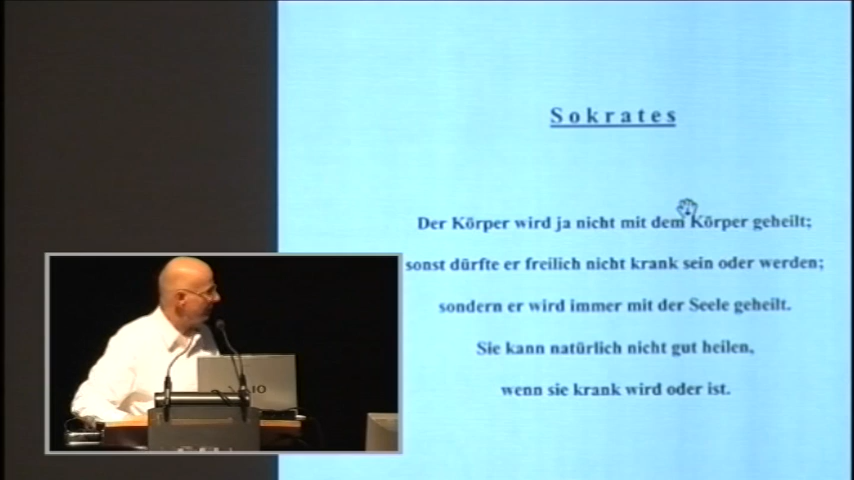 Sokrates
Der Körper wird ja nicht mit dem Körper geheilt;
sonst dürfte er freilich nicht krank sein oder werden;
sondern er wird immer mit der Seele geheilt.
Sie kann natürlich nicht gut heilen,
wenn sie krank wird oder ist.